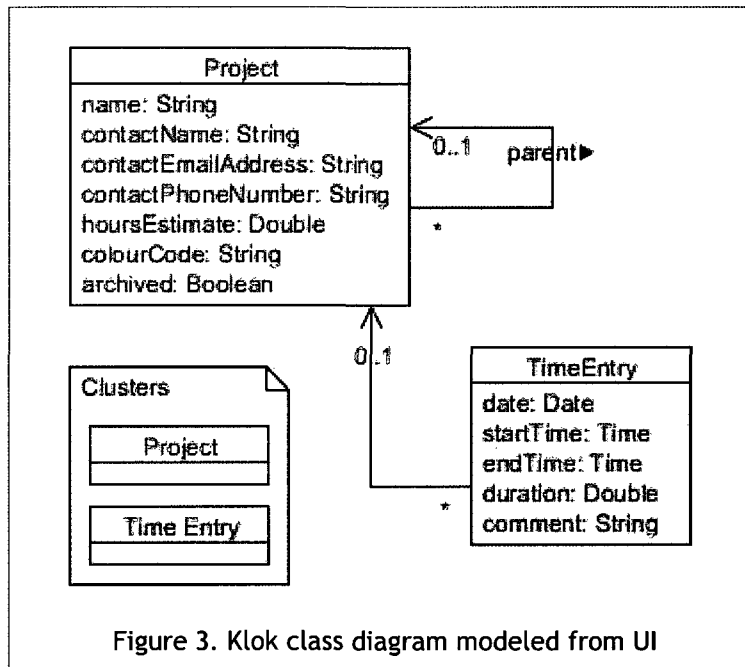 Project
name: String
contactName: String
contactEmailAddress: String
contactPhoneNumber: String
hoursEstimate: Double
colourCode: String
archived: Boolean
0..1
parent▶
*
0..1
*
TimeEntry
date: Date
startTime: Time
endTime: Time
duration: Double
comment: String
Clusters
Project
Time Entry
Figure 3. Klok class diagram modeled from UI